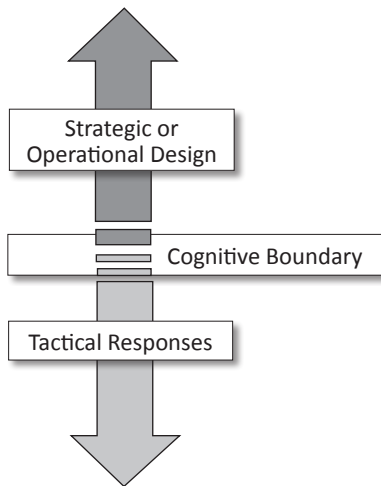 Strategic or
Operational Design
Cognitive Boundary
Tactical Responses